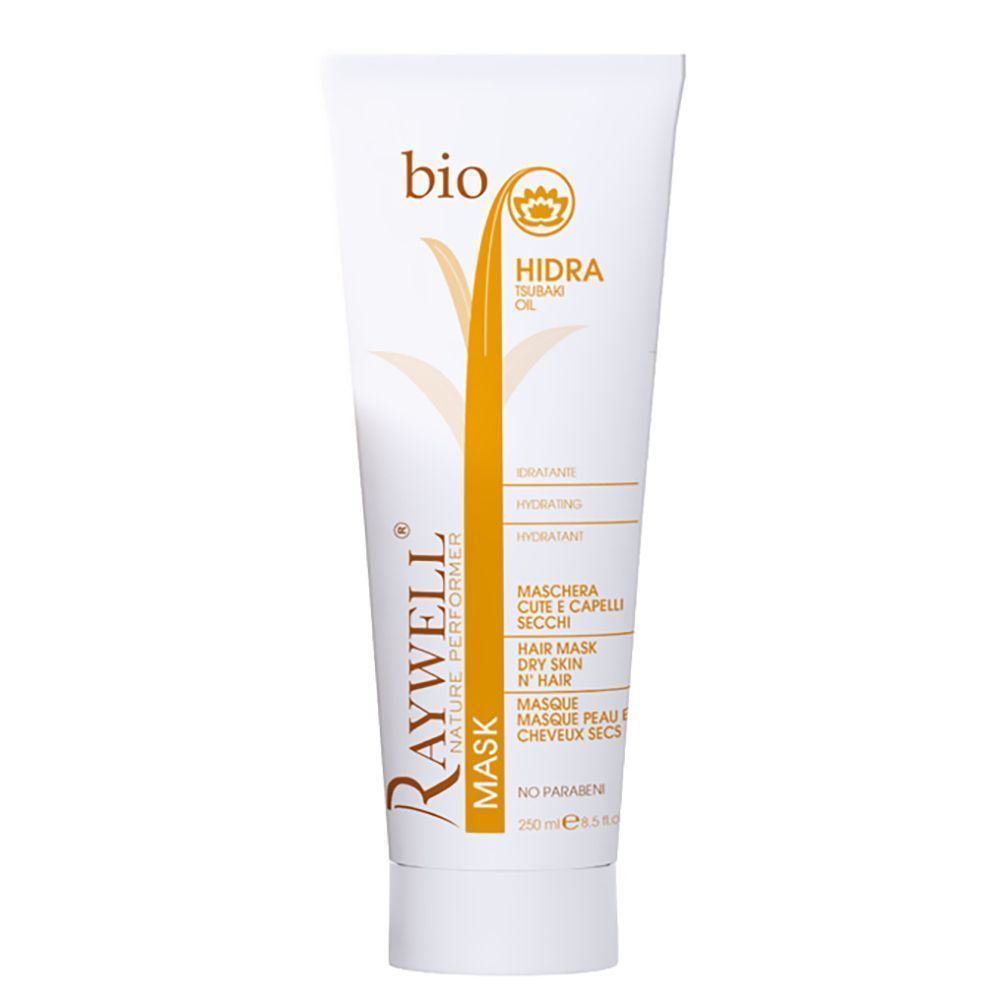 bio
HIDRA
TSUBAKI
OIL
IDRATANTE
HYDRATING
HYDRATANT
MASCHERA
CUTE E CAPELLI
SECCHI
HAIR MASK
DRY SKIN
N' HAIR
MASQUE
MASQUE PEAU E
CHEVEUX SECS
NO PARABENI
250 ml e 8.5 fl.o
RAYWELL®
NATURE PERFORMER
MASK